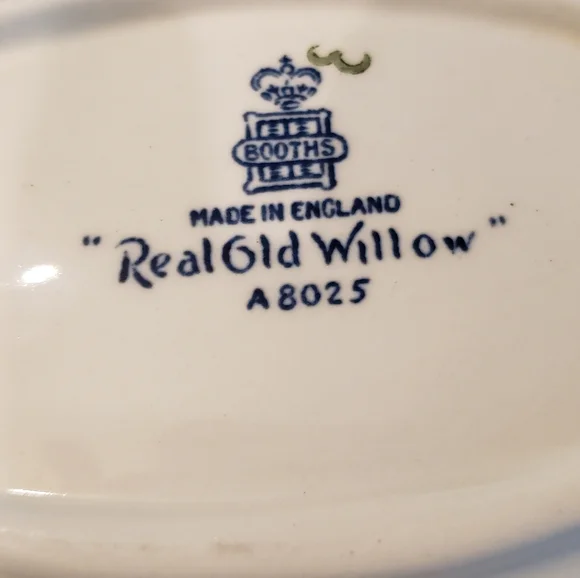 BOOTHS
MADE IN ENGLAND
"Real Old Willow"
A8025